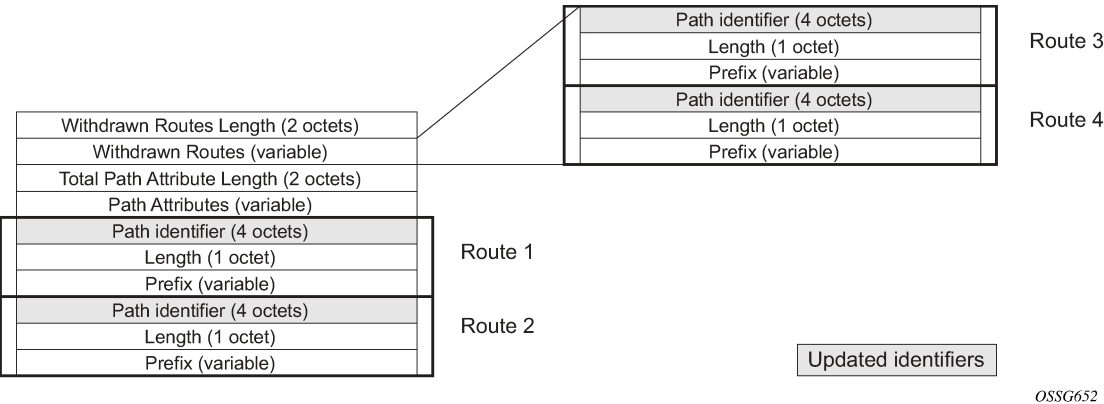 Withdrawn Routes Length (2 octets)
Withdrawn Routes (variable)
Total Path Attribute Length (2 octets)
Path Attributes (variable)
Path identifier (4 octets)
Length (1 octet)
Prefix (variable)
Route 1
Path identifier (4 octets)
Length (1 octet)
Prefix (variable)
Route 2
Path identifier (4 octets)
Length (1 octet)
Prefix (variable)
Route 3
Path identifier (4 octets)
Length (1 octet)
Prefix (variable)
Route 4
Updated identifiers
OSSG652